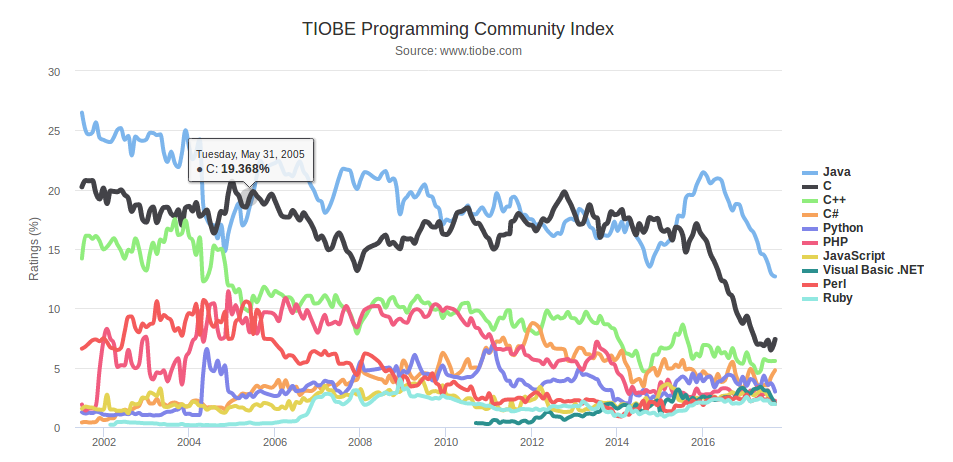 TIOBE Programming Community Index
Source: www.tiobe.com
Ratings (%)
30
25
20
15
10
5
0
Tuesday, May 31, 2005
● C: 19.368%
2002 2004 2006 2008 2010 2012 2014 2016
Java
C
C++
C#
Python
PHP
JavaScript
Visual Basic .NET
Perl
Ruby